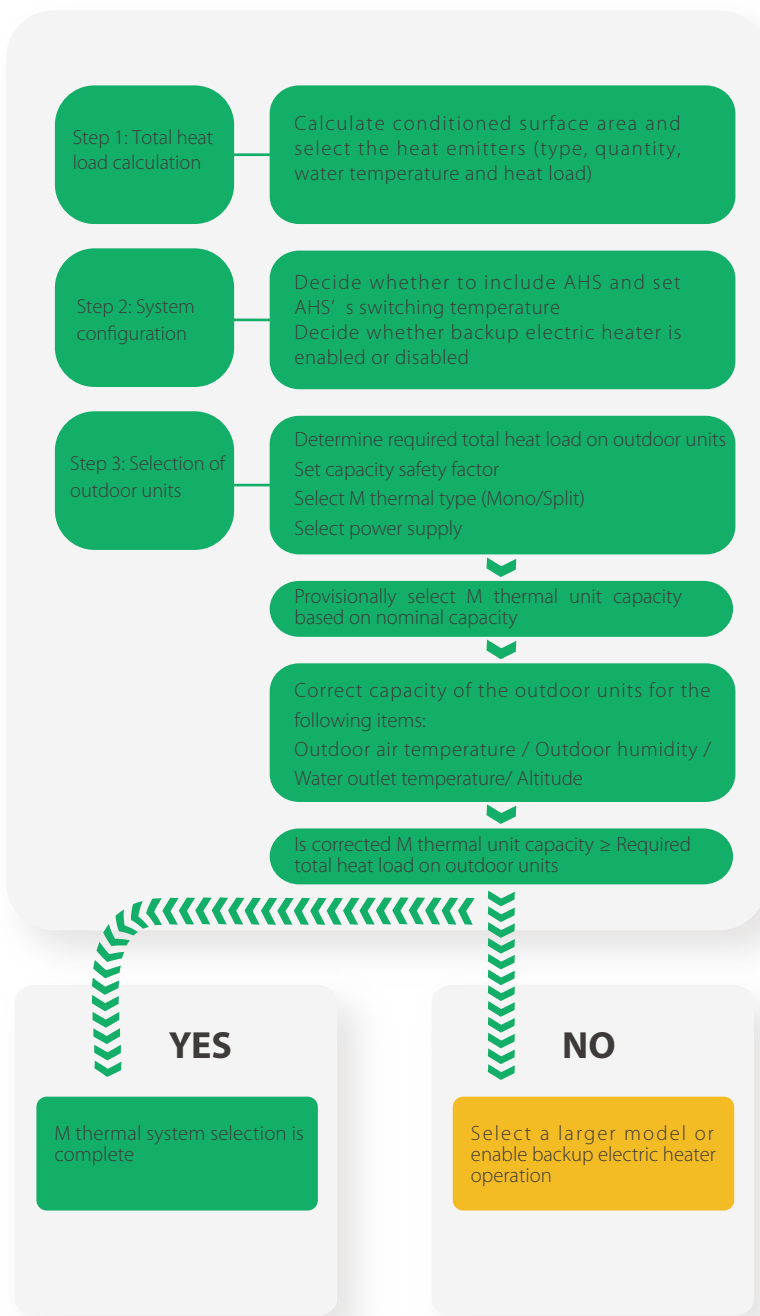 Step 1: Total heat
load calculation
Calculate conditioned surface area and
select the heat emitters (type, quantity,
water temperature and heat load)
Step 2: System
configuration
Decide whether to include AHS and set
AHS’ s switching temperature
Decide whether backup electric heater is
enabled or disabled
Step 3: Selection of
outdoor units
Determine required total heat load on outdoor units
Set capacity safety factor
Select M thermal type (Mono/Split)
Select power supply
Provisionally select M thermal unit capacity
based on nominal capacity
Correct capacity of the outdoor units for the
following items:
Outdoor air temperature / Outdoor humidity /
Water outlet temperature/ Altitude
Is corrected M thermal unit capacity ≥ Required
total heat load on outdoor units
YES
M thermal system selection is
complete
NO
Select a larger model or
enable backup electric heater
operation